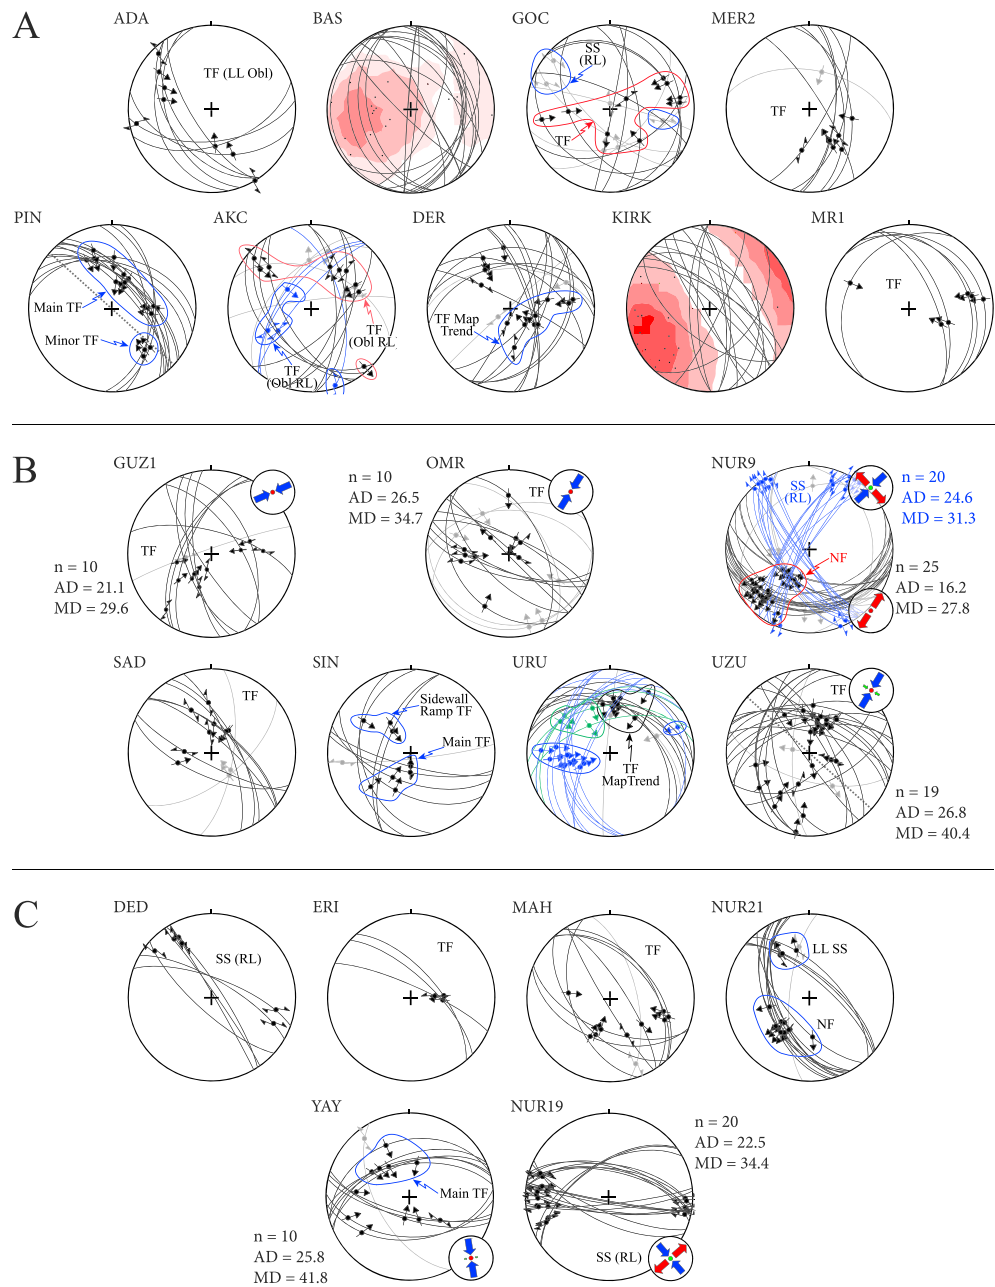 A
ADA
TF (LL Obl)
BAS
GOC
SS
(RL)
TF
MER2
TF
PIN
Main TF
Minor TF
AKC
TF
(Obl RL)
TF
(Obl RL)
DER
TF Map
Trend
KIRK
MR1
TF
B
GUZ1
TF
n = 10
AD = 21.1
MD = 29.6
OMR
n = 10
AD = 26.5
MD = 34.7
TF
NUR9
SS
(RL)
NF
n = 20
AD = 24.6
MD = 31.3
n = 25
AD = 16.2
MD = 27.8
SAD
TF
SIN
Sidewall
Ramp TF
Main TF
URU
TF
MapTrend
UZU
TF
n = 19
AD = 26.8
MD = 40.4
C
DED
SS (RL)
ERI
TF
MAH
TF
NUR21
LL SS
NF
YAY
Main TF
n = 10
AD = 25.8
MD = 41.8
NUR19
SS (RL)
n = 20
AD = 22.5
MD = 34.4